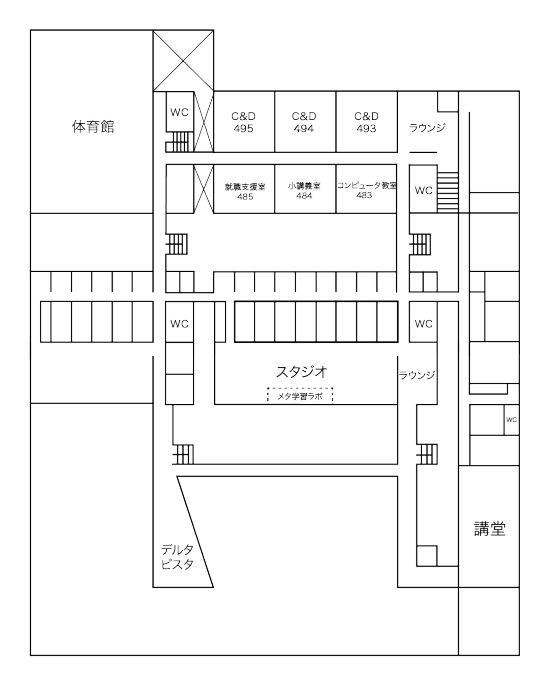 WC
体育館
C&D
495
C&D
494
C&D
493
ラウンジ
就職支援室
485
小講義室
484
コンピュータ教室
483
WC
WC
WC
スタジオ
メタ学習ラボ
ラウンジ
WC
講堂
デルタ
ビスタ